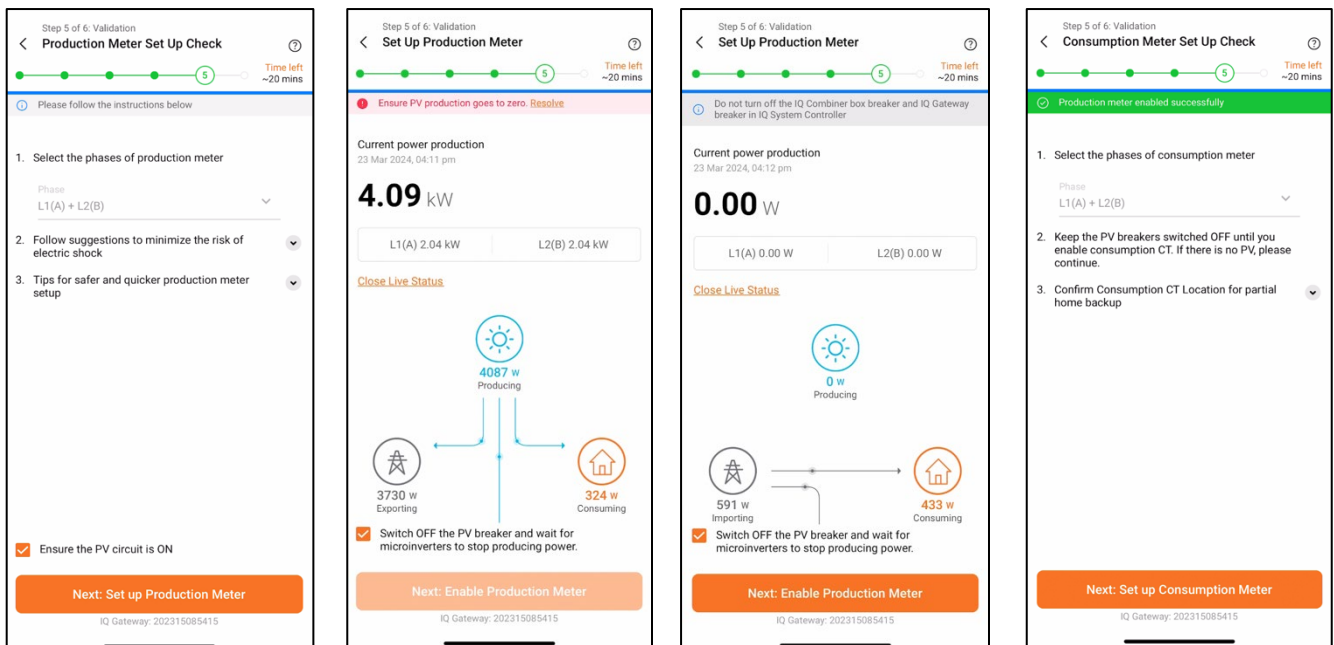 Step 5 of 6: Validation
Production Meter Set Up Check
5
Time left
~20 mins
Please follow the instructions below
1. Select the phases of production meter
Phase
L1(A) + L2(B)
2. Follow suggestions to minimize the risk of
electric shock
3. Tips for safer and quicker production meter
setup
Ensure the PV circuit is ON
Next: Set up Production Meter
IQ Gateway: 202315085415
Step 5 of 6: Validation
Set Up Production Meter
5
Time left
~20 mins
Ensure PV production goes to zero. Resolve
Current power production
23 Mar 2024, 04:11 pm
4.09 kW
L1(A) 2.04 kW L2(B) 2.04 kW
Close Live Status
4087 w
Producing
3730 w
Exporting
324 w
Consuming
Switch OFF the PV breaker and wait for
microinverters to stop producing power.
Next: Enable Production Meter
IQ Gateway: 202315085415
Step 5 of 6: Validation
Set Up Production Meter
5
Time left
~20 mins
Do not turn off the IQ Combiner box breaker and IQ Gateway
breaker in IQ System Controller
Current power production
23 Mar 2024, 04:12 pm
0.00 W
L1(A) 0.00 W L2(B) 0.00 W
Close Live Status
0 w
Producing
591 w
Importing
433 w
Consuming
Switch OFF the PV breaker and wait for
microinverters to stop producing power.
Next: Enable Production Meter
IQ Gateway: 202315085415
Step 5 of 6: Validation
Consumption Meter Set Up Check
5
Time left
~20 mins
Production meter enabled successfully
1. Select the phases of consumption meter
Phase
L1(A) + L2(B)
2. Keep the PV breakers switched OFF until you
enable consumption CT. If there is no PV, please
continue.
3. Confirm Consumption CT Location for partial
home backup
Next: Set up Consumption Meter
IQ Gateway: 202315085415